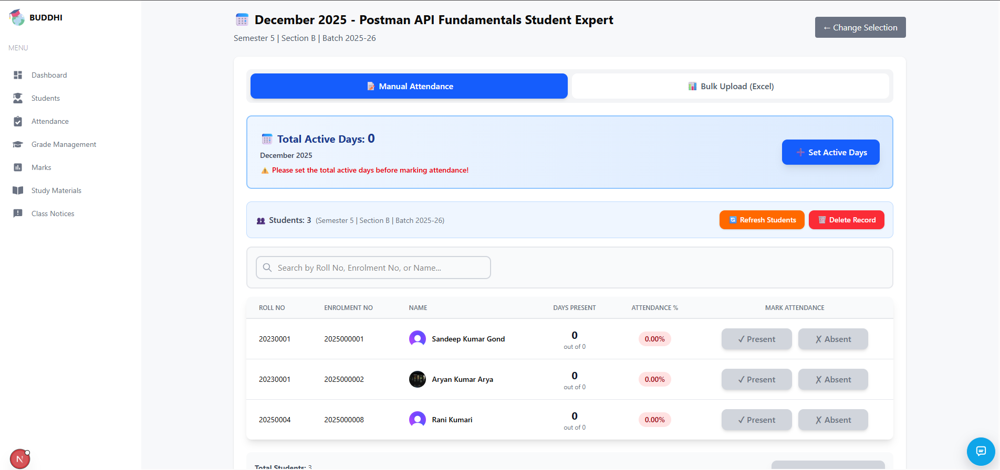 BUDDHI
MENU
Dashboard
Students
Attendance
Grade Management
Marks
Study Materials
Class Notices
N
December 2025 - Postman API Fundamentals Student Expert
Semester 5 | Section B | Batch 2025-26
← Change Selection
Manual Attendance
Bulk Upload (Excel)
Total Active Days: 0
December 2025
Please set the total active days before marking attendance!
Set Active Days
Students: 3 (Semester 5 | Section B | Batch 2025-26)
Refresh Students
Delete Record
Search by Roll No, Enrolment No, or Name...
ROLL NO ENROLMENT NO NAME DAYS PRESENT ATTENDANCE % MARK ATTENDANCE
20230001 2025000001 Sandeep Kumar Gond 0 out of 0 0.00% ✓ Present ✗ Absent
20230001 2025000002 Aryan Kumar Arya 0 out of 0 0.00% ✓ Present ✗ Absent
20250004 2025000008 Rani Kumari 0 out of 0 0.00% ✓ Present ✗ Absent
Total Students: 3